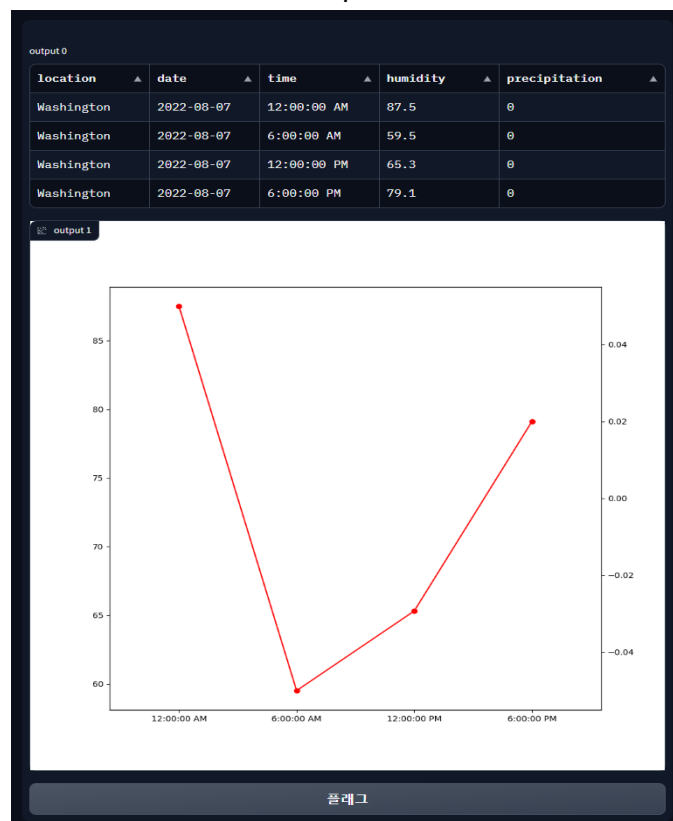 output 0
location date time humidity precipitation
Washington 2022-08-07 12:00:00 AM 87.5 0
Washington 2022-08-07 6:00:00 AM 59.5 0
Washington 2022-08-07 12:00:00 PM 65.3 0
Washington 2022-08-07 6:00:00 PM 79.1 0
output 1
85
80
75
70
65
60
0.04
0.02
0.00
−0.02
−0.04
12:00:00 AM 6:00:00 AM 12:00:00 PM 6:00:00 PM
플래그